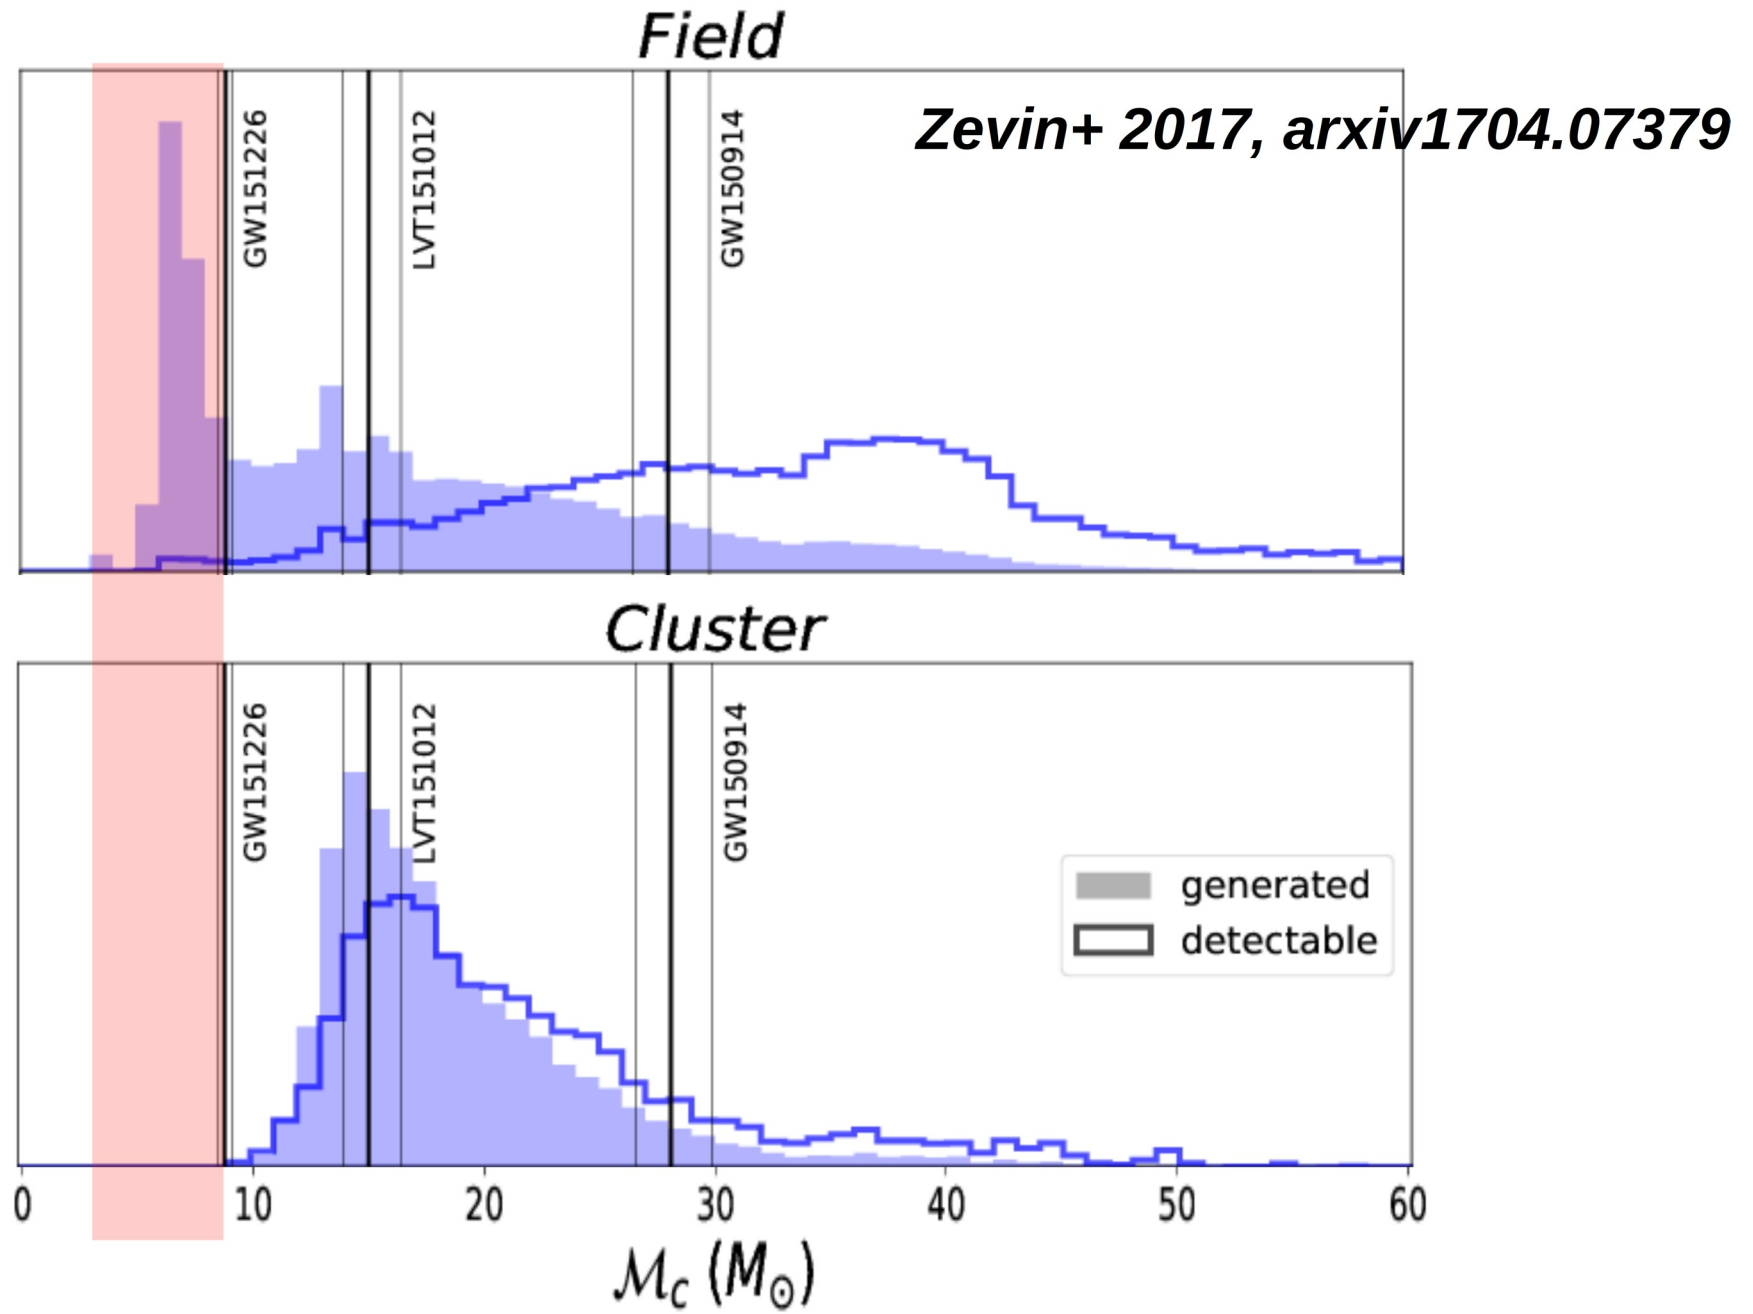 Field
Zevin+ 2017, arxiv1704.07379
GW151226
LVT151012
GW150914
Cluster
GW151226
LVT151012
GW150914
generated
detectable
0 10 20 30 40 50 60
ℳc (M⊙)